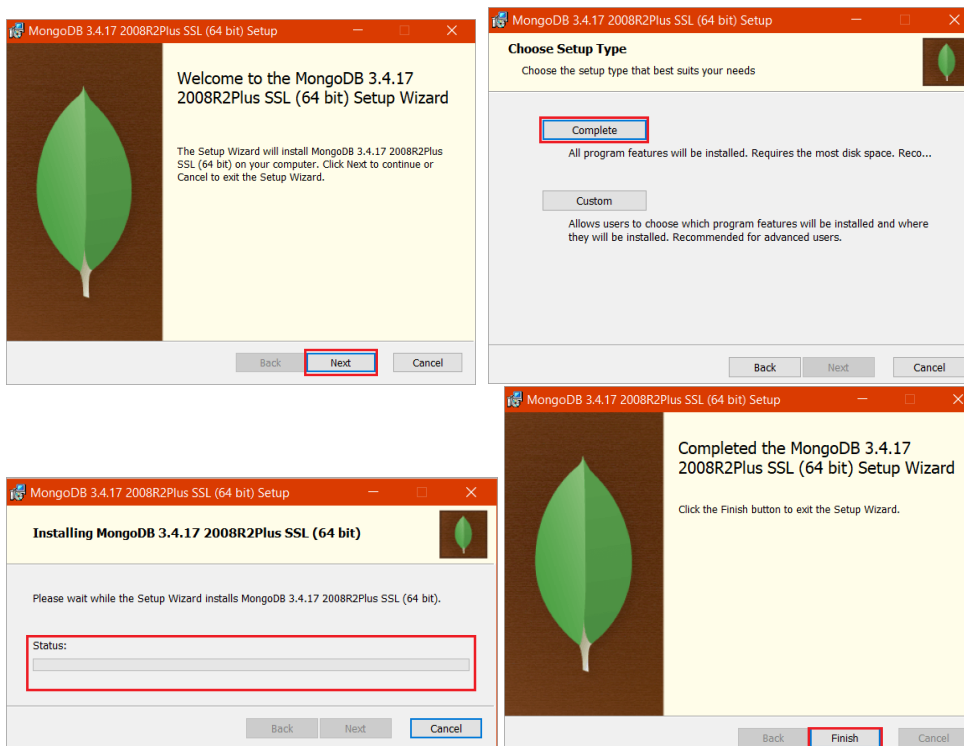 MongoDB 3.4.17 2008R2Plus SSL (64 bit) Setup
Welcome to the MongoDB 3.4.17
2008R2Plus SSL (64 bit) Setup Wizard
The Setup Wizard will install MongoDB 3.4.17 2008R2Plus
SSL (64 bit) on your computer. Click Next to continue or
Cancel to exit the Setup Wizard.
Back
Next
Cancel
MongoDB 3.4.17 2008R2Plus SSL (64 bit) Setup
Choose Setup Type
Choose the setup type that best suits your needs
Complete
All program features will be installed. Requires the most disk space. Reco...
Custom
Allows users to choose which program features will be installed and where
they will be installed. Recommended for advanced users.
Back
Next
Cancel
MongoDB 3.4.17 2008R2Plus SSL (64 bit) Setup
Installing MongoDB 3.4.17 2008R2Plus SSL (64 bit)
Please wait while the Setup Wizard installs MongoDB 3.4.17 2008R2Plus SSL (64 bit).
Status:
Back
Next
Cancel
MongoDB 3.4.17 2008R2Plus SSL (64 bit) Setup
Completed the MongoDB 3.4.17
2008R2Plus SSL (64 bit) Setup Wizard
Click the Finish button to exit the Setup Wizard.
Back
Finish
Cancel